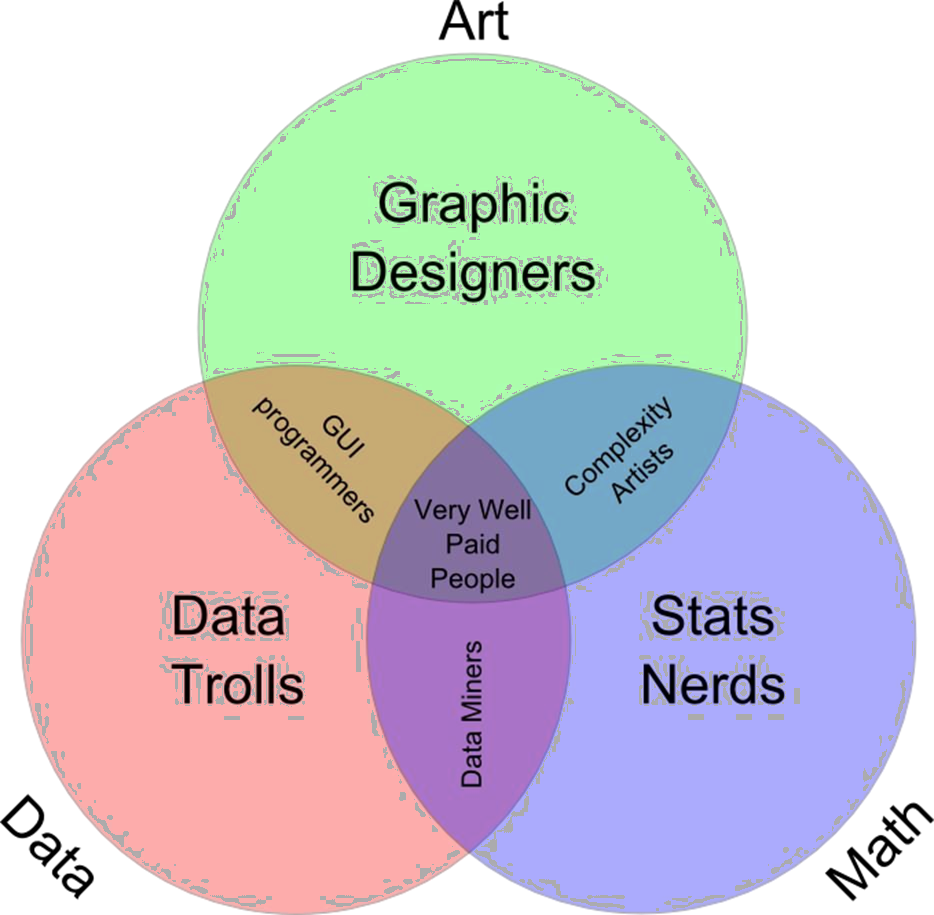 Art
Graphic
Designers
GUI
programmers
Complexity
Artists
Very Well
Paid
People
Data
Trolls
Stats
Nerds
Data Miners
Data
Math